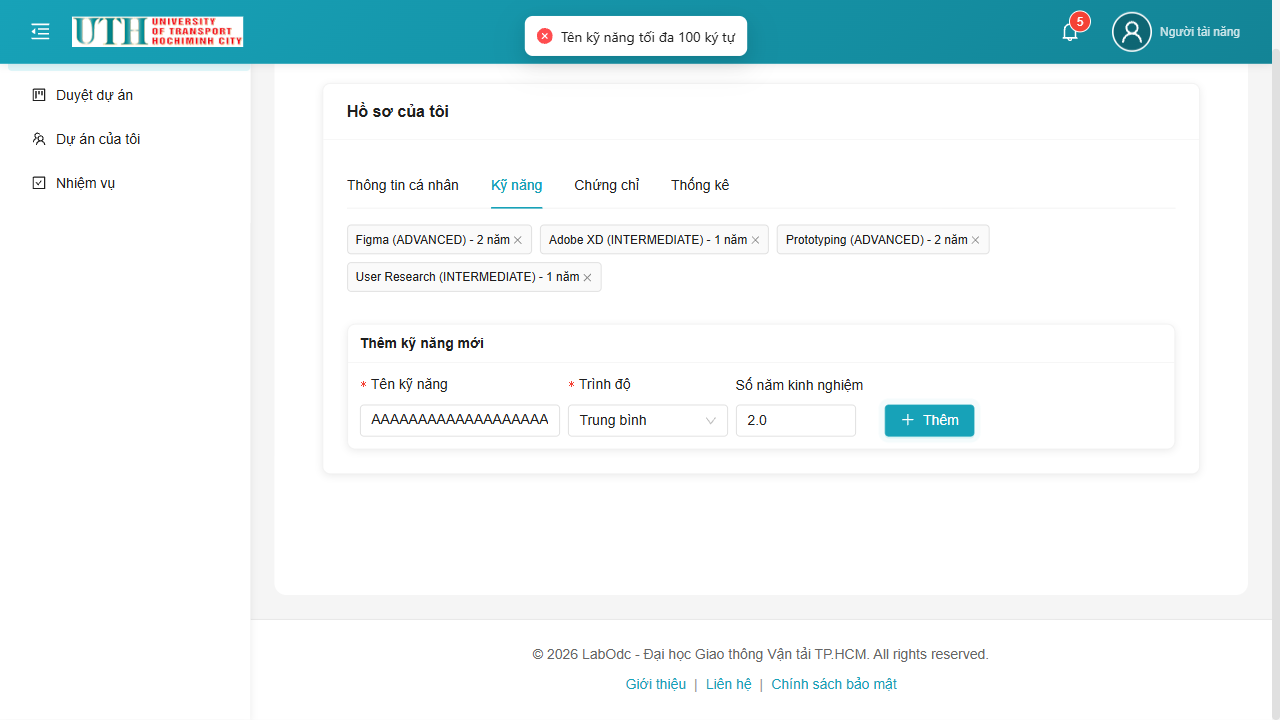 UTH UNIVERSITY
OF TRANSPORT
HOCHIMINH CITY
Tên kỹ năng tối đa 100 ký tự
5
Người tài năng
Duyệt dự án
Dự án của tôi
Nhiệm vụ
Hồ sơ của tôi
Thông tin cá nhân
Kỹ năng
Chứng chỉ
Thống kê
Figma (ADVANCED) - 2 năm
Adobe XD (INTERMEDIATE) - 1 năm
Prototyping (ADVANCED) - 2 năm
User Research (INTERMEDIATE) - 1 năm
Thêm kỹ năng mới
* Tên kỹ năng
* Trình độ
Số năm kinh nghiệm
AAAAAAAAAAAAAAAAAAA
Trung bình
2.0
Thêm
© 2026 LabOdc - Đại học Giao thông Vận tải TP.HCM. All rights reserved.
Giới thiệu | Liên hệ | Chính sách bảo mật